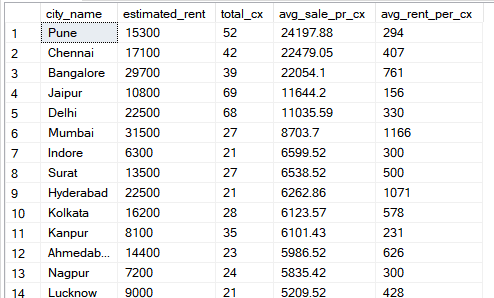 city_name estimated_rent total_cx avg_sale_pr_cx avg_rent_per_cx
1 Pune 15300 52 24197.88 294
2 Chennai 17100 42 22479.05 407
3 Bangalore 29700 39 22054.1 761
4 Jaipur 10800 69 11644.2 156
5 Delhi 22500 68 11035.59 330
6 Mumbai 31500 27 8703.7 1166
7 Indore 6300 21 6599.52 300
8 Surat 13500 27 6538.52 500
9 Hyderabad 22500 21 6262.86 1071
10 Kolkata 16200 28 6123.57 578
11 Kanpur 8100 35 6101.43 231
12 Ahmedab... 14400 23 5986.52 626
13 Nagpur 7200 24 5835.42 300
14 Lucknow 9000 21 5209.52 428